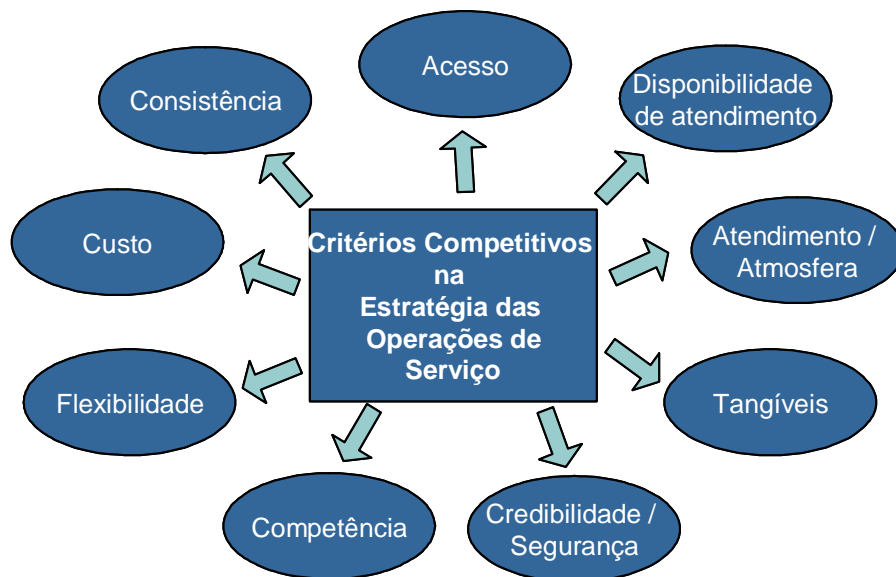 Acesso
Consistência
Disponibilidade
de atendimento
Custo
Critérios Competitivos
na
Estratégia das
Operações de
Serviço
Atendimento /
Atmosfera
Flexibilidade
Tangíveis
Competência
Credibilidade /
Segurança